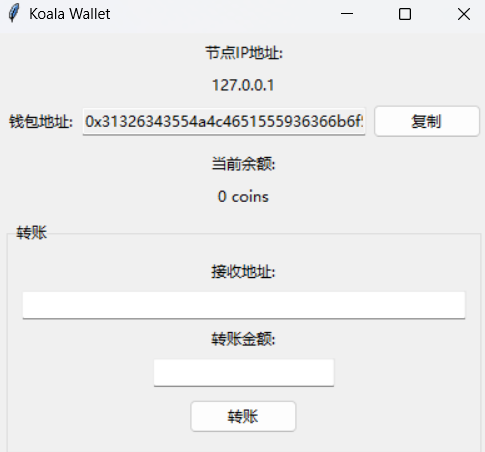 Koala Wallet
节点IP地址:
127.0.0.1
钱包地址: 0x31326343554a4c4651555936366b6f5 复制
当前余额:
0 coins
转账
接收地址:
转账金额:
转账